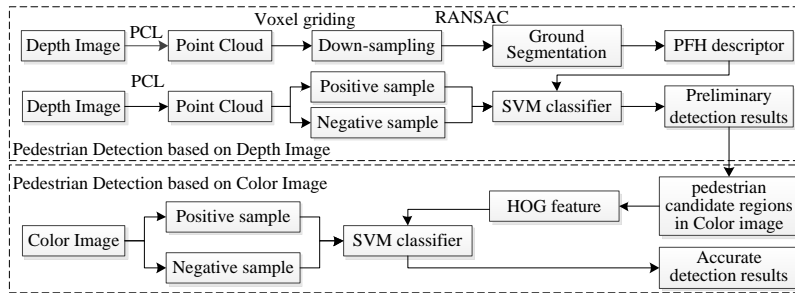 Voxel griding
RANSAC
PCL
Depth Image
Point Cloud
Down-sampling
Ground
Segmentation
PFH descriptor
PCL
Depth Image
Point Cloud
Positive sample
Negative sample
SVM classifier
Preliminary
detection results
Pedestrian Detection based on Depth Image
Pedestrian Detection based on Color Image
Color Image
Positive sample
Negative sample
SVM classifier
HOG feature
pedestrian
candidate regions
in Color image
Accurate
detection results